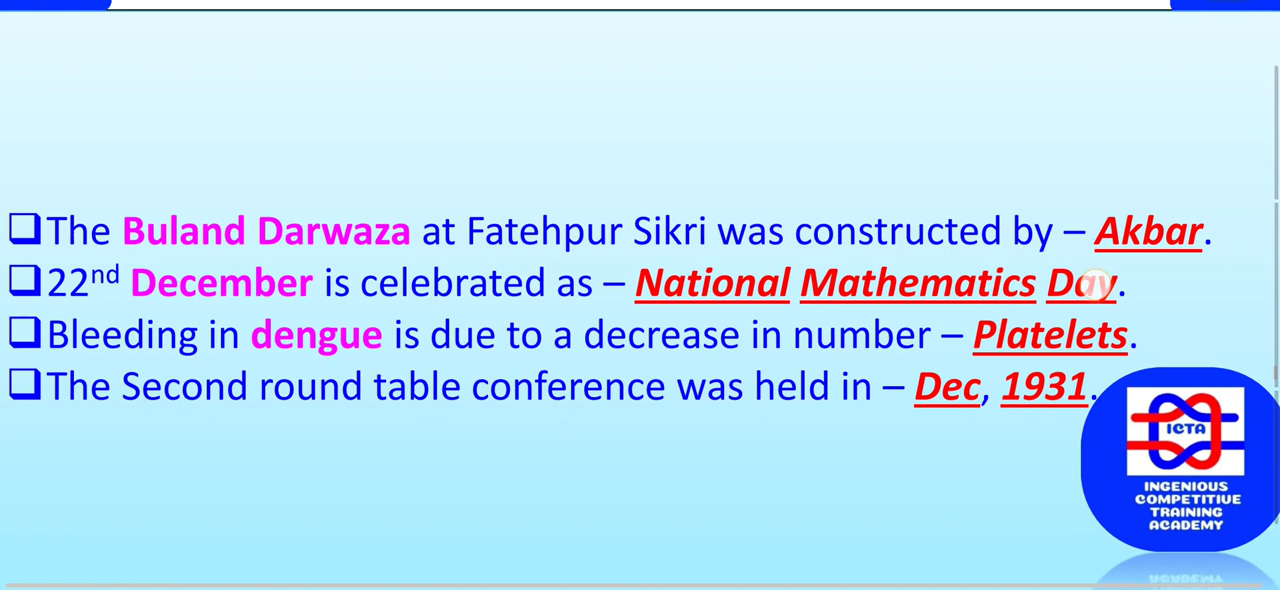 ❑The Buland Darwaza at Fatehpur Sikri was constructed by – Akbar.
❑22nd December is celebrated as – National Mathematics Day.
❑Bleeding in dengue is due to a decrease in number – Platelets.
❑The Second round table conference was held in – Dec, 1931.
ICTA
INGENIOUS
COMPETITIVE
TRAINING
ACADEMY